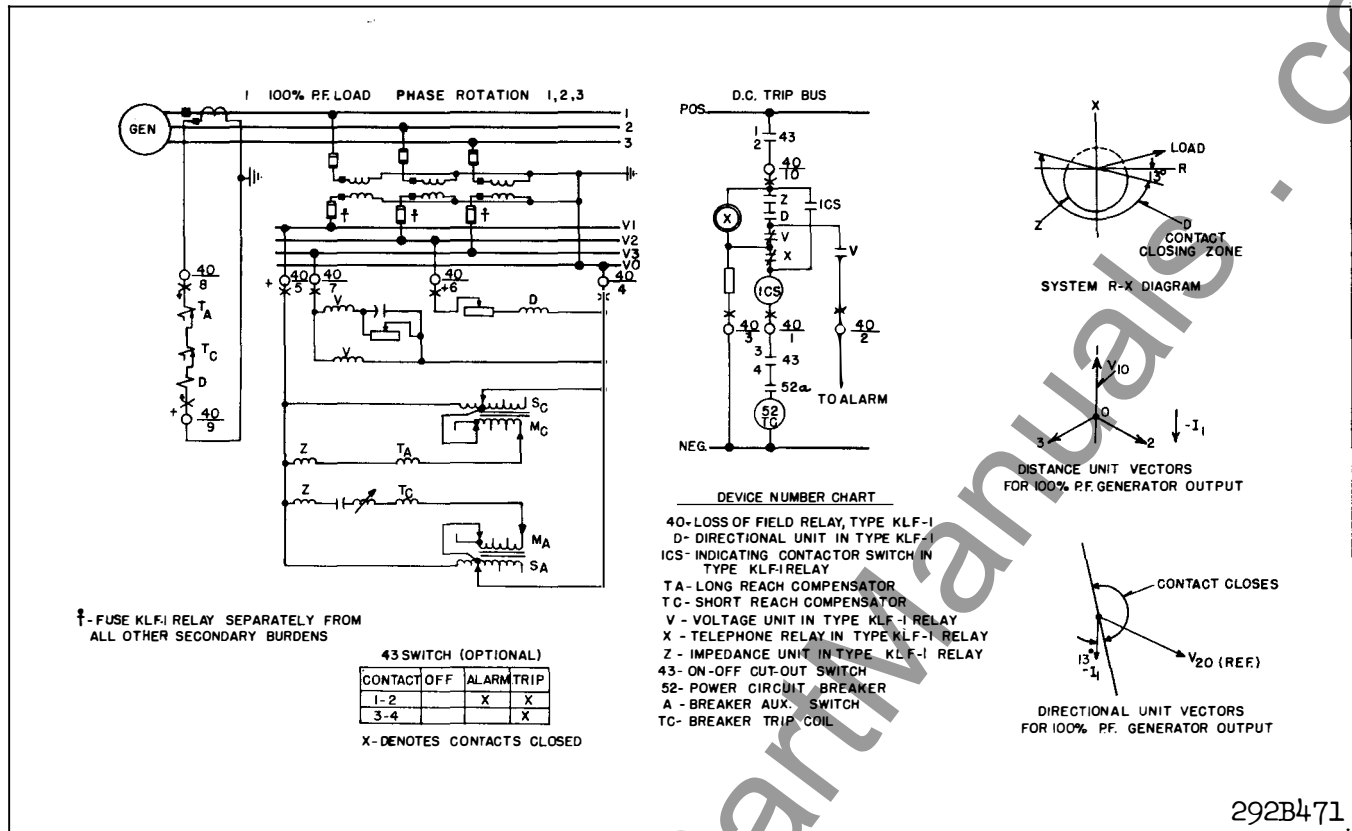 1 100% P.F. LOAD PHASE ROTATION 1,2,3
GEN
1
2
3
V1
V2
V3
V0
40
8
+ 40
5
40
7
40
+6
40
4
TA
TC
D
+ 40
9
V
D
V
SC
MC
Z TA
Z TC
MA
SA
D.C. TRIP BUS
POS.
1
2 43
40
10
Z
D
ICS
X
V
X
V
ICS
40
3
40
1
40
2
3
4 43
52a
TO ALARM
52
TC
NEG.
X
LOAD
R
13°
Z
D
CONTACT
CLOSING ZONE
SYSTEM R-X DIAGRAM
1
V10
0
3
2
-I1
DISTANCE UNIT VECTORS
FOR 100% P.F. GENERATOR OUTPUT
CONTACT CLOSES
13°
-I1
V20 (REF.)
DIRECTIONAL UNIT VECTORS
FOR 100% P.F. GENERATOR OUTPUT
DEVICE NUMBER CHART
40- LOSS OF FIELD RELAY, TYPE KLF-1
D- DIRECTIONAL UNIT IN TYPE KLF-1
ICS- INDICATING CONTACTOR SWITCH IN
TYPE KLF-1 RELAY
TA- LONG REACH COMPENSATOR
TC- SHORT REACH COMPENSATOR
V - VOLTAGE UNIT IN TYPE KLF-1 RELAY
X - TELEPHONE RELAY IN TYPE KLF-1 RELAY
Z - IMPEDANCE UNIT IN TYPE KLF-1 RELAY
43- ON-OFF CUT-OUT SWITCH
52- POWER CIRCUIT BREAKER
A - BREAKER AUX. SWITCH
TC- BREAKER TRIP COIL
- FUSE KLF-1 RELAY SEPARATELY FROM
ALL OTHER SECONDARY BURDENS
43 SWITCH (OPTIONAL)
CONTACT OFF ALARM TRIP
1-2 X X
3-4 X
X- DENOTES CONTACTS CLOSED
292B471
artManuals . co